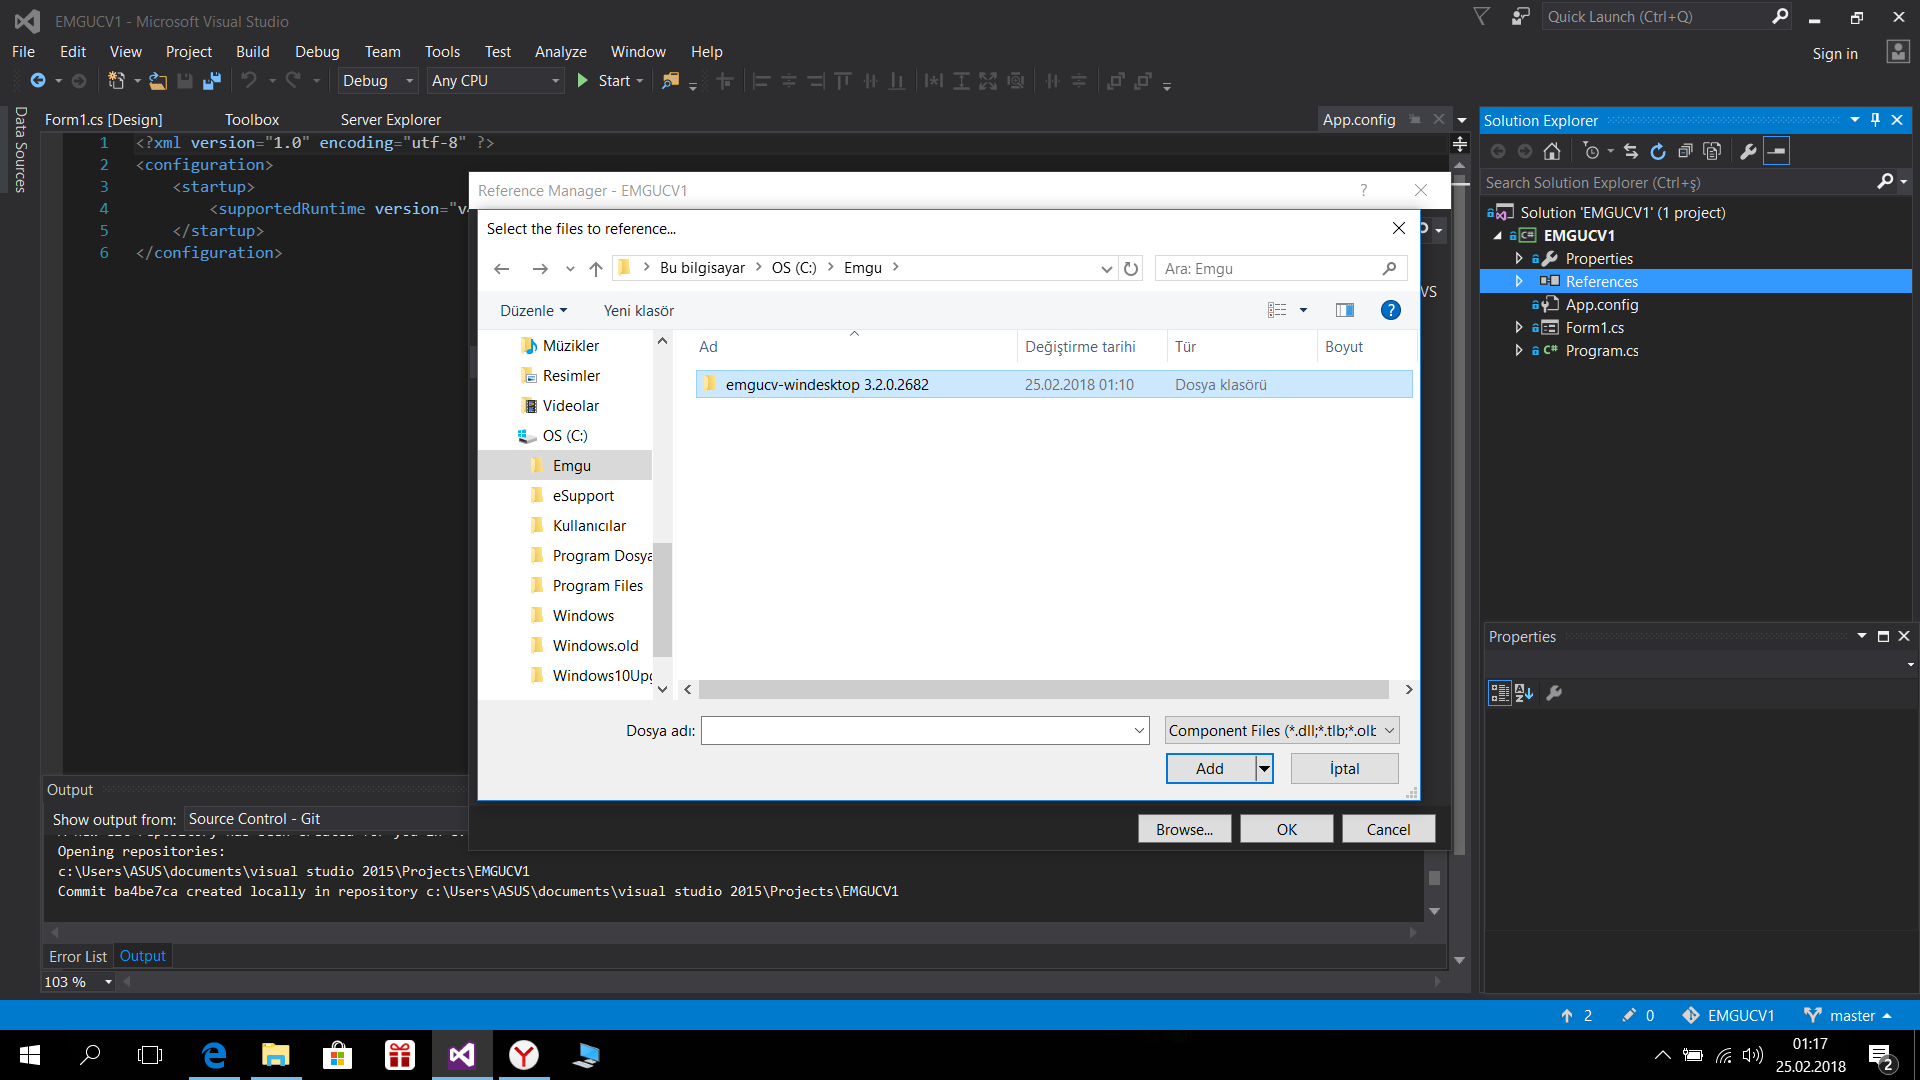 EMGUCV1 - Microsoft Visual Studio
Quick Launch (Ctrl+Q)
File Edit View Project Build Debug Team Tools Test Analyze Window Help
Sign in
Debug Any CPU Start
Data Sources
Form1.cs [Design] Toolbox Server Explorer App.config
1 <?xml version="1.0" encoding="utf-8" ?>
2 <configuration>
3 <startup>
4 <supportedRuntime version="v
5 </startup>
6 </configuration>
Reference Manager - EMGUCV1
?
Select the files to reference...
Bu bilgisayar OS (C:) Emgu
Ara: Emgu
Düzenle Yeni klasör
?
VS
Ad Değiştirme tarihi Tür Boyut
emgucv-windesktop 3.2.0.2682 25.02.2018 01:10 Dosya klasörü
Müzikler
Resimler
Videolar
OS (C:)
Emgu
eSupport
Kullanıcılar
Program Dosya
Program Files
Windows
Windows.old
Windows10Upg
Dosya adı:
Component Files (*.dll;*.tlb;*.olb
Add İptal
Browse... OK Cancel
Solution Explorer
Search Solution Explorer (Ctrl+ş)
Solution 'EMGUCV1' (1 project)
C# EMGUCV1
Properties
References
App.config
Form1.cs
C# Program.cs
Properties
Output
Show output from: Source Control - Git
Opening repositories:
c:\Users\ASUS\documents\visual studio 2015\Projects\EMGUCV1
Commit ba4be7ca created locally in repository c:\Users\ASUS\documents\visual studio 2015\Projects\EMGUCV1
Error List Output
103 %
2 0 EMGUCV1 master
01:17
25.02.2018
2